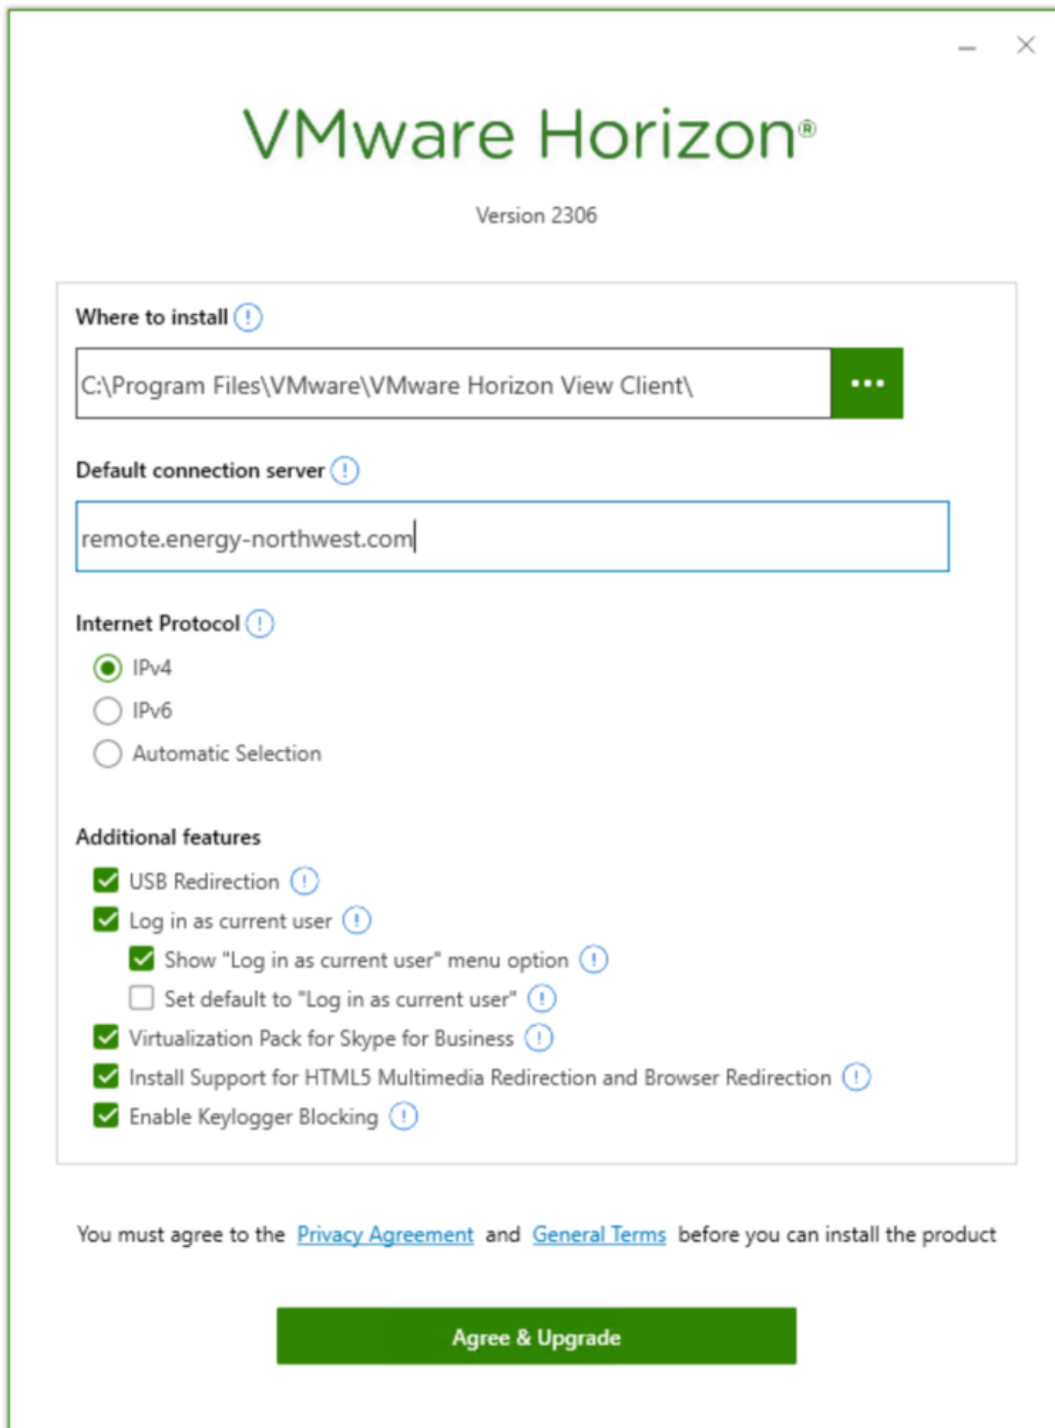 VMware Horizon®
Version 2306
Where to install
C:\Program Files\VMware\VMware Horizon View Client\
Default connection server
remote.energy-northwest.com
Internet Protocol
IPv4
IPv6
Automatic Selection
Additional features
USB Redirection
Log in as current user
Show "Log in as current user" menu option
Set default to "Log in as current user"
Virtualization Pack for Skype for Business
Install Support for HTML5 Multimedia Redirection and Browser Redirection
Enable Keylogger Blocking
You must agree to the Privacy Agreement and General Terms before you can install the product
Agree & Upgrade